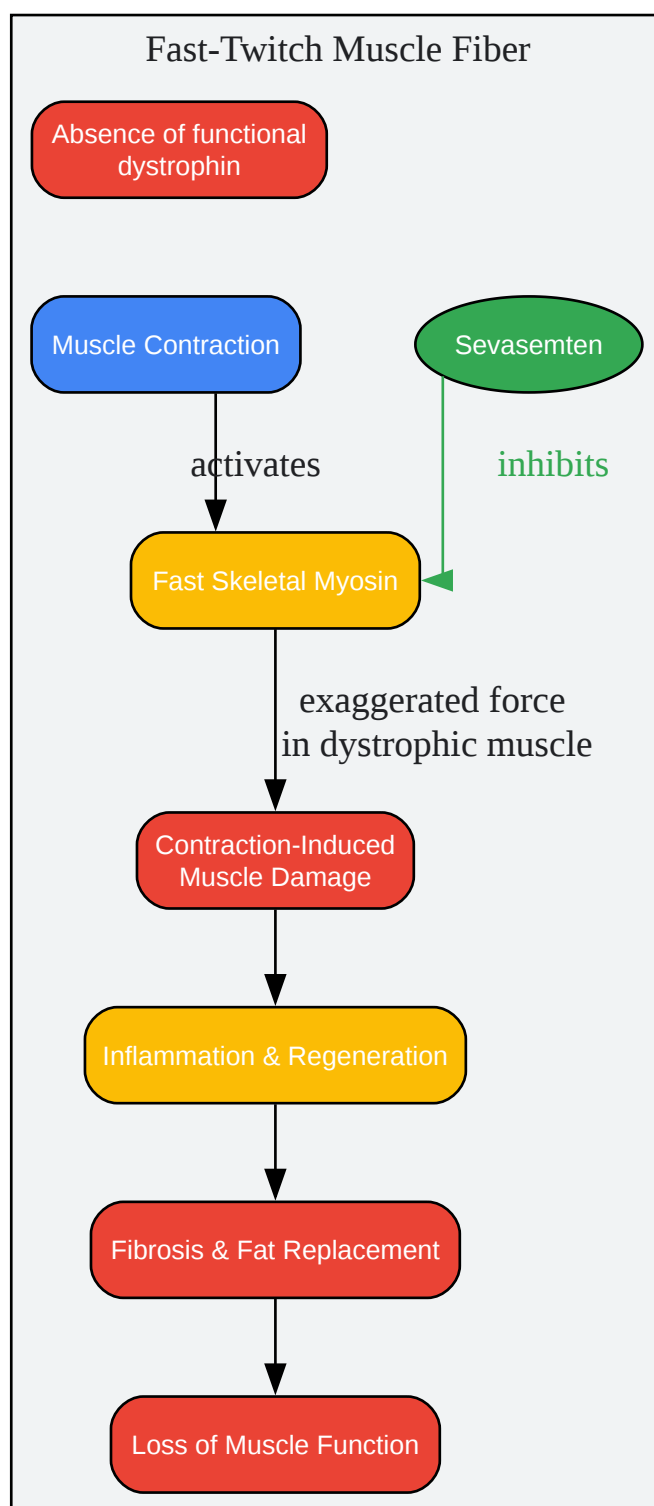 Fast-Twitch Muscle Fiber
Absence of functional
dystrophin
Muscle Contraction
Sevasemten
activates
inhibits
Fast Skeletal Myosin
exaggerated force
in dystrophic muscle
Contraction-Induced
Muscle Damage
Inflammation & Regeneration
Fibrosis & Fat Replacement
Loss of Muscle Function